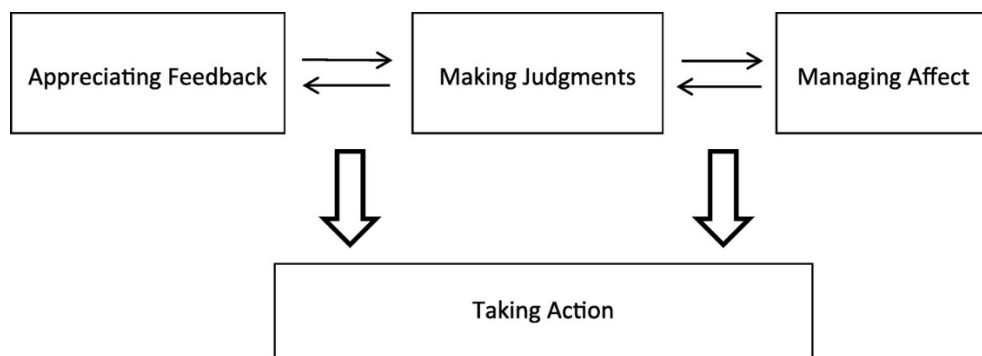 Appreciating Feedback
Making Judgments
Managing Affect
Taking Action